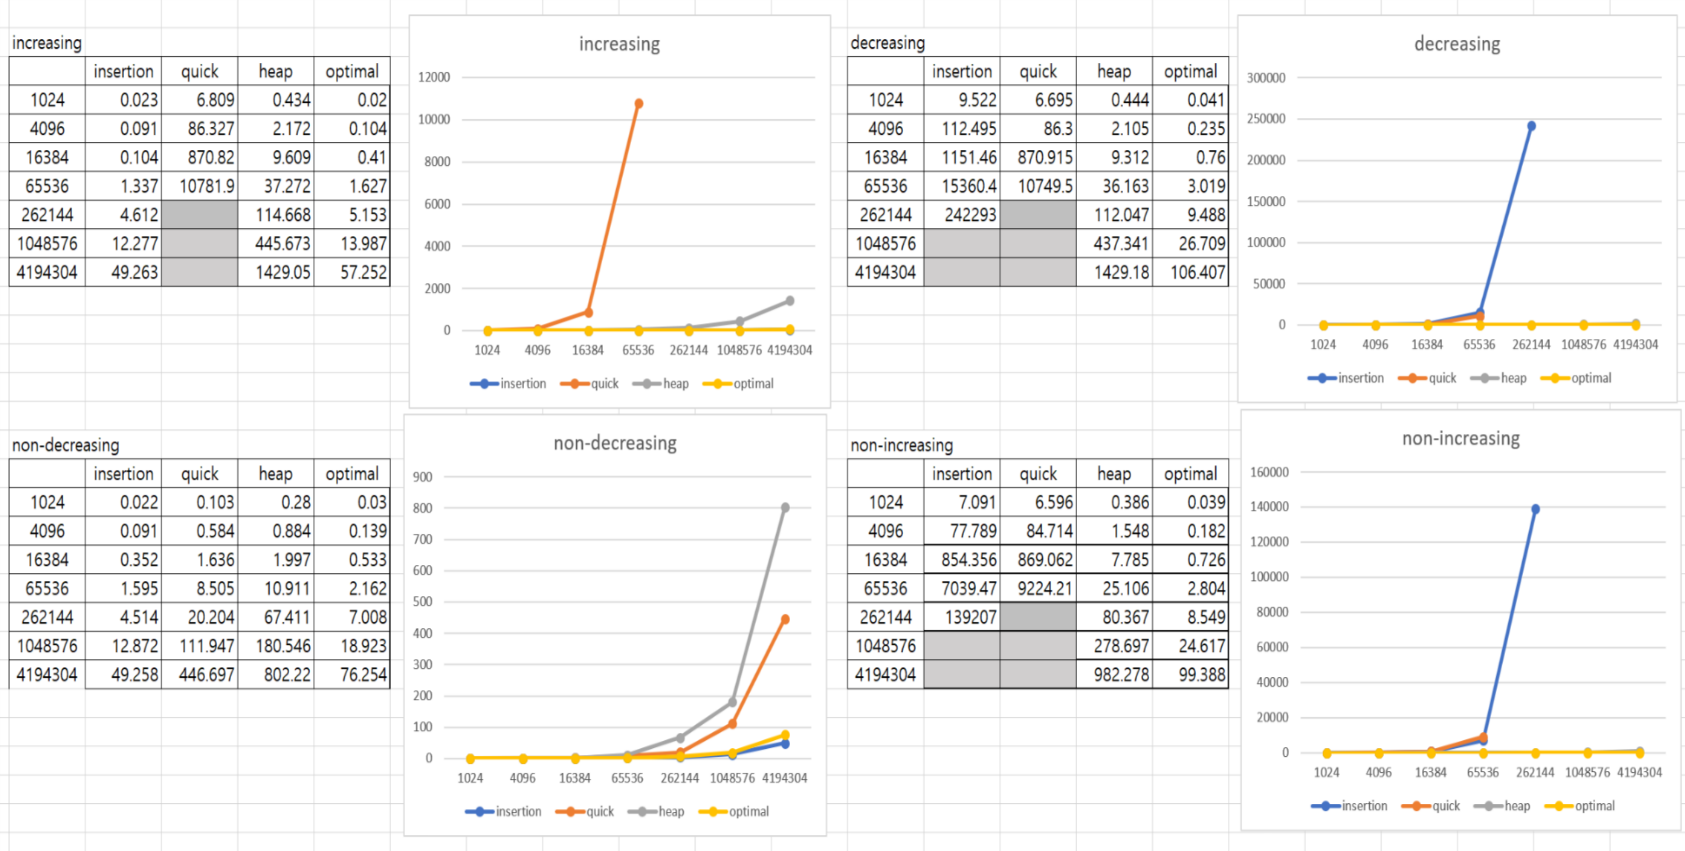 increasing
insertion quick heap optimal
1024 0.023 6.809 0.434 0.02
4096 0.091 86.327 2.172 0.104
16384 0.104 870.82 9.609 0.41
65536 1.337 10781.9 37.272 1.627
262144 4.612 114.668 5.153
1048576 12.277 445.673 13.987
4194304 49.263 1429.05 57.252
increasing
12000
10000
8000
6000
4000
2000
0
1024 4096 16384 65536 262144 1048576 4194304
insertion quick heap optimal
decreasing
insertion quick heap optimal
1024 9.522 6.695 0.444 0.041
4096 112.495 86.3 2.105 0.235
16384 1151.46 870.915 9.312 0.76
65536 15360.4 10749.5 36.163 3.019
262144 242293 112.047 9.488
1048576 437.341 26.709
4194304 1429.18 106.407
decreasing
300000
250000
200000
150000
100000
50000
0
1024 4096 16384 65536 262144 1048576 4194304
insertion quick heap optimal
non-decreasing
insertion quick heap optimal
1024 0.022 0.103 0.28 0.03
4096 0.091 0.584 0.884 0.139
16384 0.352 1.636 1.997 0.533
65536 1.595 8.505 10.911 2.162
262144 4.514 20.204 67.411 7.008
1048576 12.872 111.947 180.546 18.923
4194304 49.258 446.697 802.22 76.254
non-decreasing
900
800
700
600
500
400
300
200
100
0
1024 4096 16384 65536 262144 1048576 4194304
insertion quick heap optimal
non-increasing
insertion quick heap optimal
1024 7.091 6.596 0.386 0.039
4096 77.789 84.714 1.548 0.182
16384 854.356 869.062 7.785 0.726
65536 7039.47 9224.21 25.106 2.804
262144 139207 80.367 8.549
1048576 278.697 24.617
4194304 982.278 99.388
non-increasing
160000
140000
120000
100000
80000
60000
40000
20000
0
1024 4096 16384 65536 262144 1048576 4194304
insertion quick heap optimal